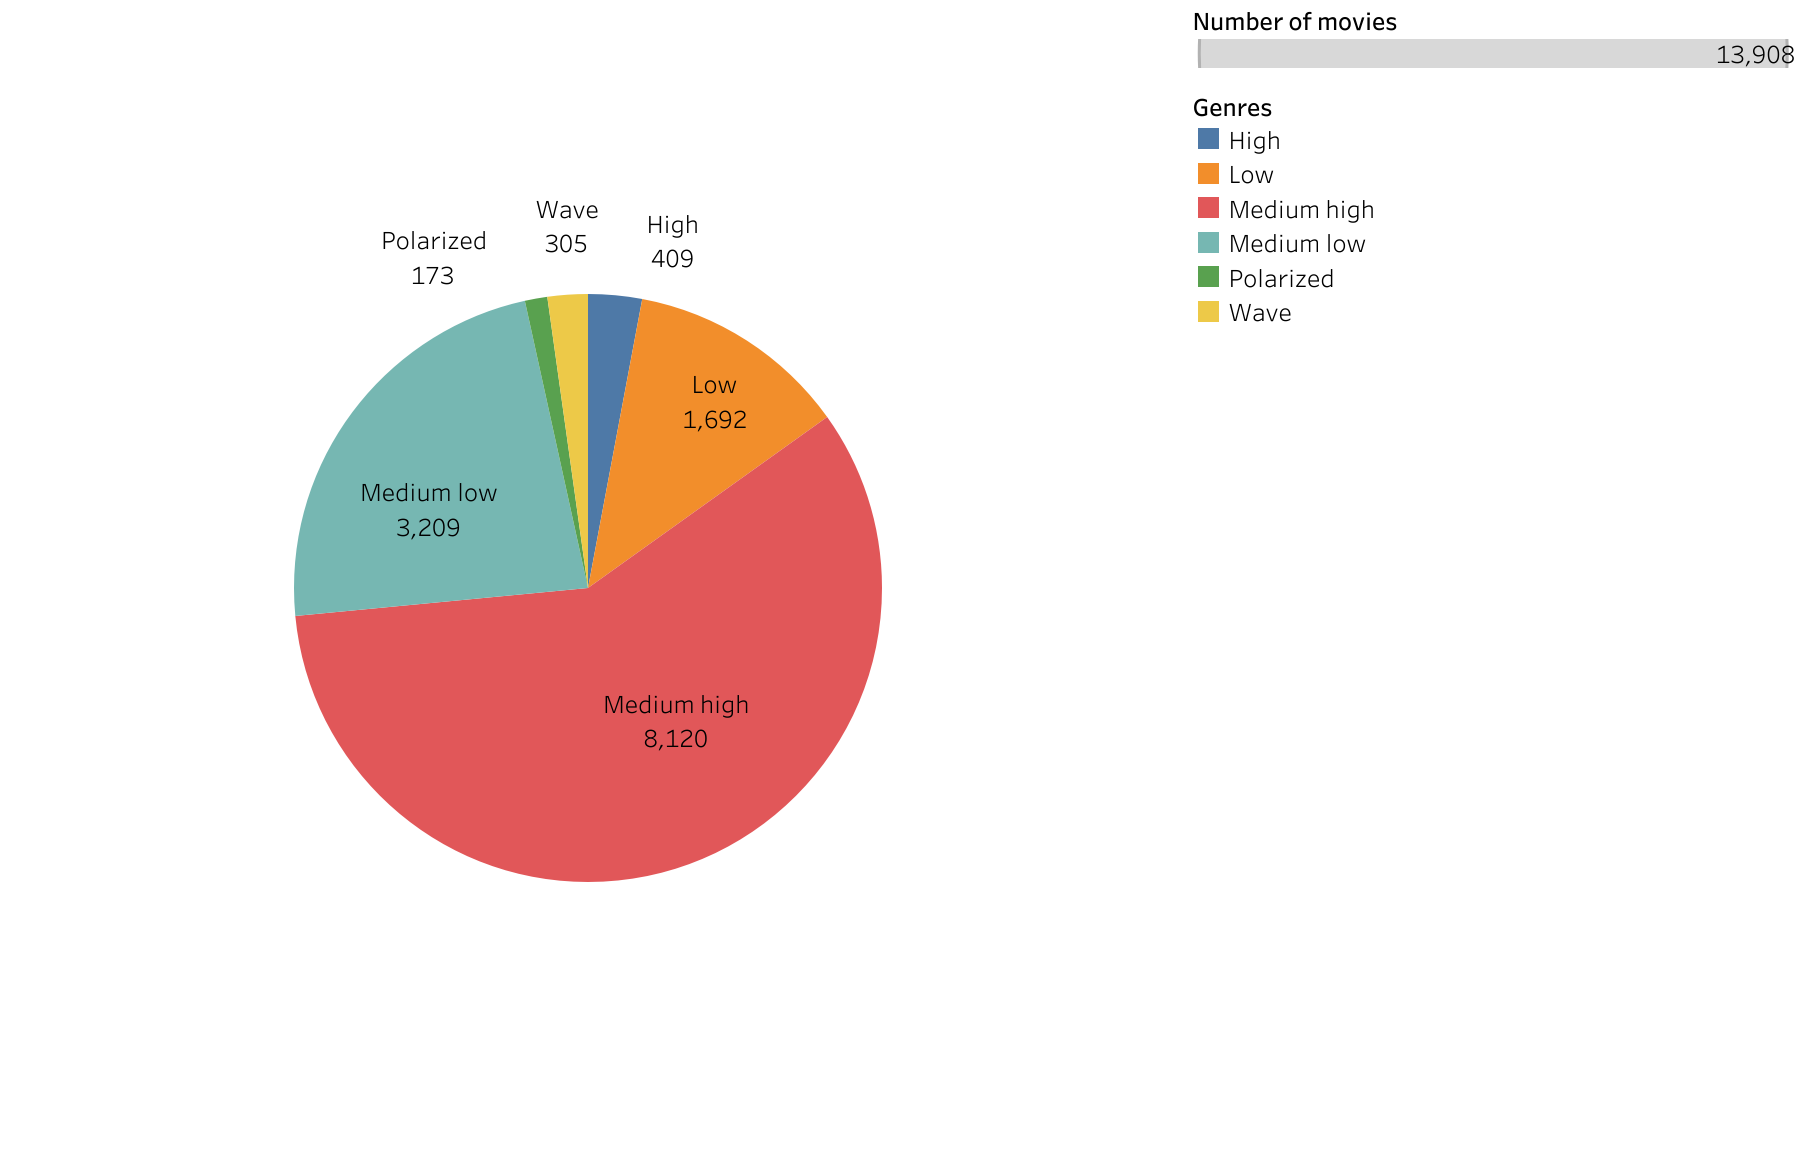 Number of movies
13,908
Genres
High
Low
Medium high
Medium low
Polarized
Wave
Wave
305
High
409
Polarized
173
Low
1,692
Medium low
3,209
Medium high
8,120